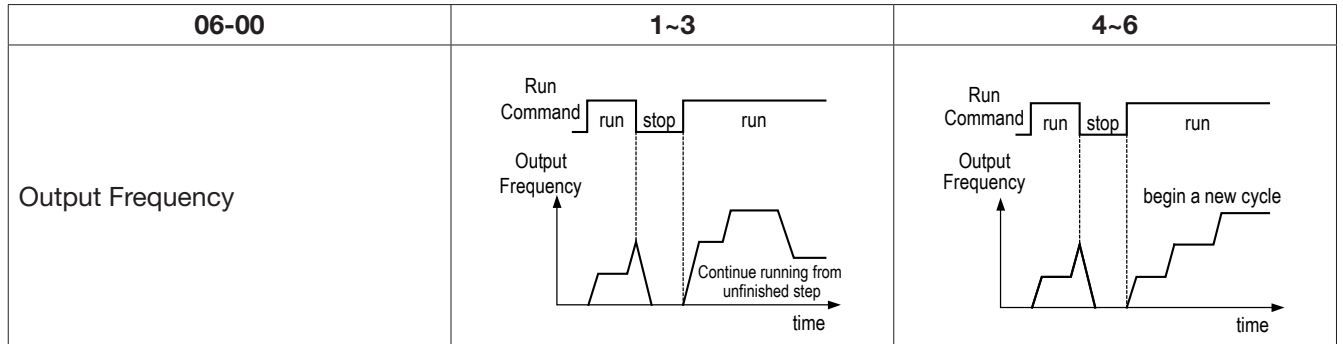 06-00 1~3 4~6
Output Frequency
Run
Command
run stop run
Output
Frequency
Continue running from
unfinished step
time
Run
Command
run stop run
Output
Frequency
begin a new cycle
time